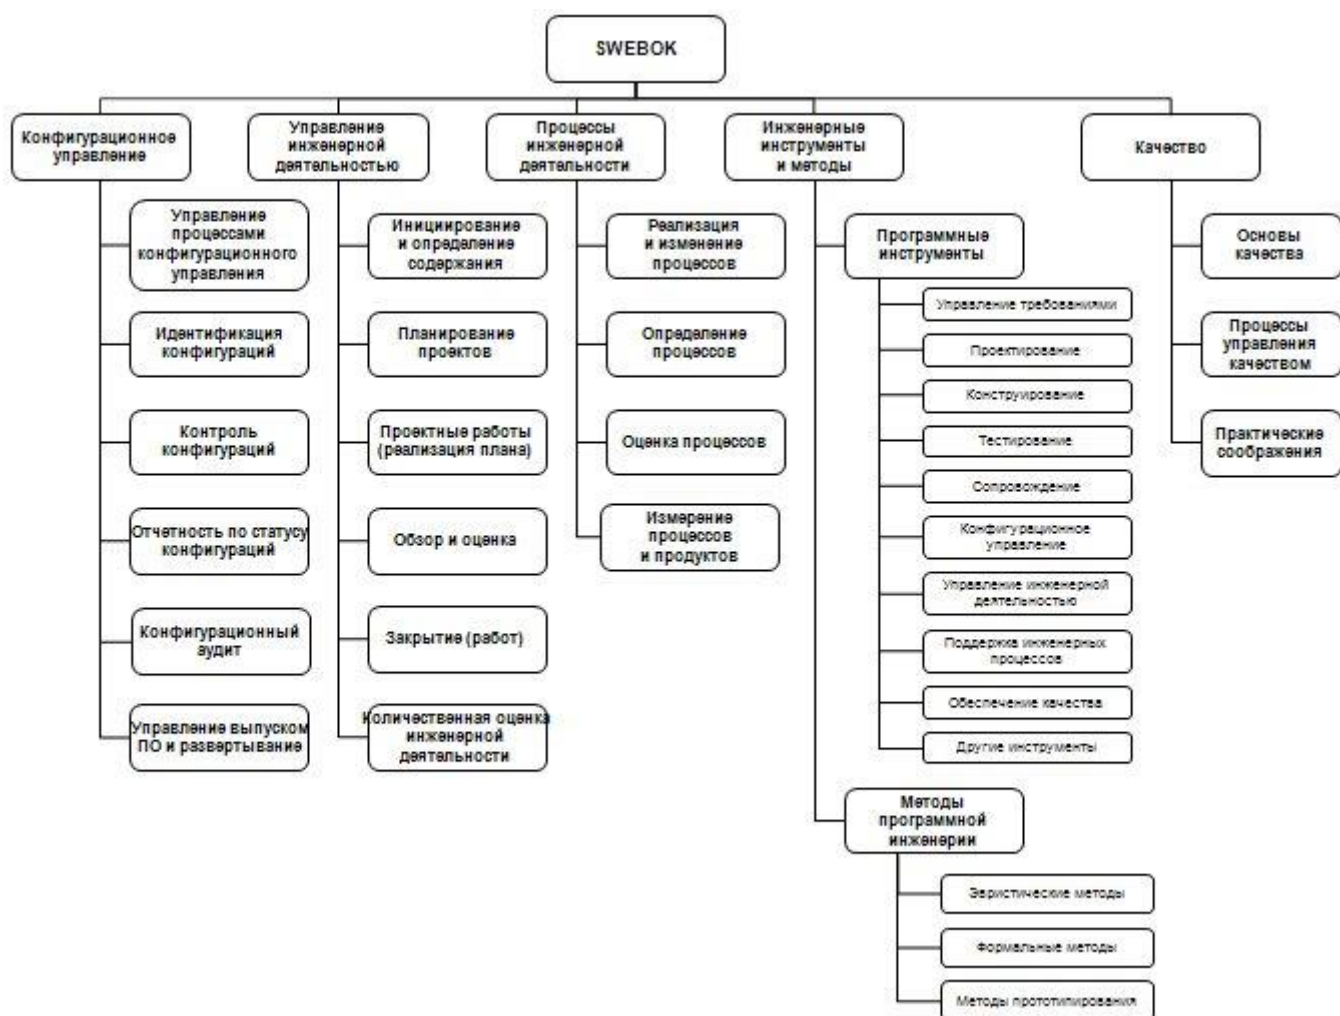 SWEBOK
Конфигурационное
управление
Управление
инженерной
деятельностью
Процессы
инженерной
деятельности
Инженерные
инструменты
и методы
Качество
Управление
процессами
конфигурационного
управления
Идентификация
конфигураций
Контроль
конфигураций
Отчетность по статусу
конфигураций
Конфигурационный
аудит
Управление выпуском
ПО и развертывание
Инициирование
и определение
содержания
Планирование
проектов
Проектные работы
(реализация плана)
Обзор и оценка
Закрытие (работ)
Количественная оценка
инженерной
деятельности
Реализация
и изменение
процессов
Определение
процессов
Оценка процессов
Измерение
процессов
и продуктов
Программные
инструменты
Управление требованиями
Проектирование
Конструирование
Тестирование
Сопровождение
Конфигурационное
управление
Управление инженерной
деятельностью
Поддержка инженерных
процессов
Обеспечение качества
Другие инструменты
Методы
программной
инженерии
Эвристические методы
Формальные методы
Методы прототипирования
Основы
качества
Процессы
управления
качеством
Практические
соображения